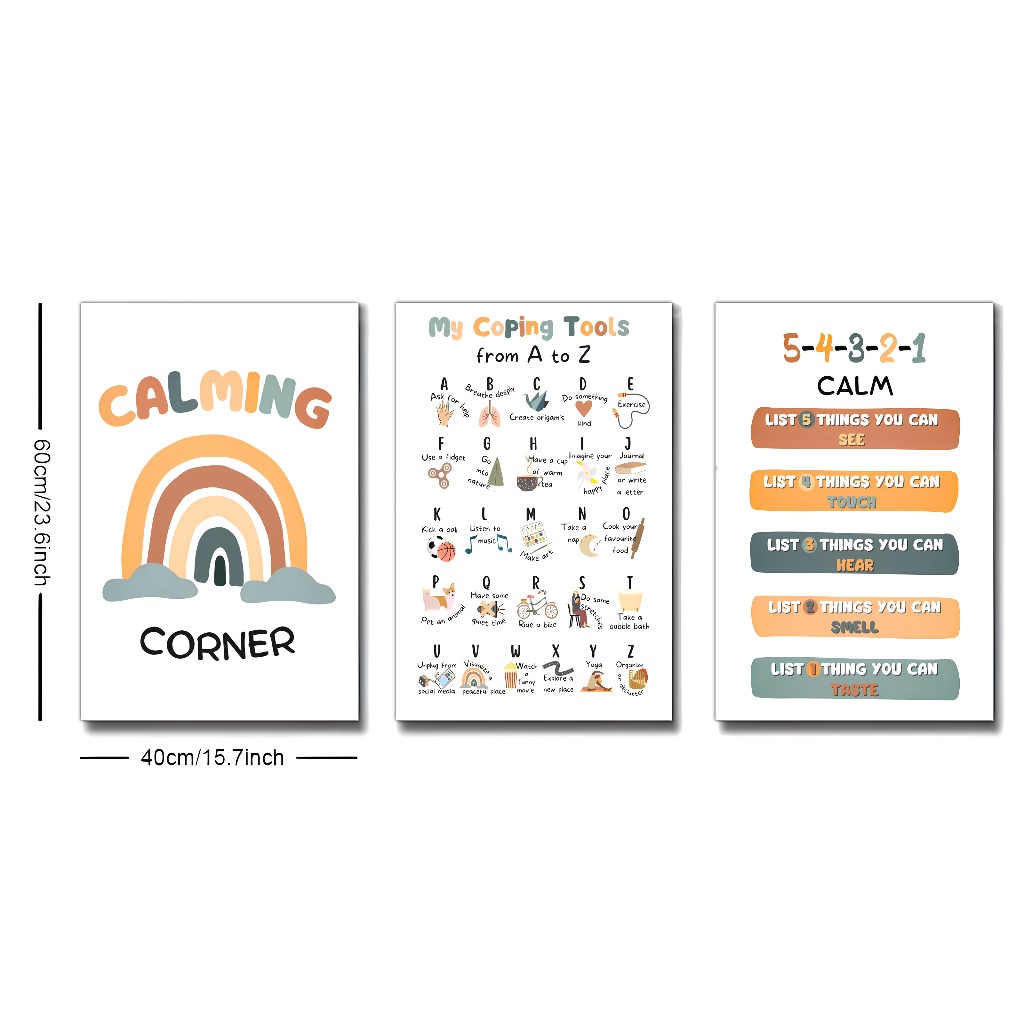 60cm/23.6inch
40cm/15.7inch
CALMING
CORNER
My Coping Tools
from A to Z
A
Ask for help
B
Breathe deeply
C
Create origamis
D
Do something
kind
E
Exercise
F
Use a fidget
G
Go
into
nature
H
Have a cup
of warm
tea
I
Imagine your
happy place
J
Journal
or write
a etter
K
Kick a ball
L
Listen to
music
M
Make art
N
Take a
nap
O
Cook your
favourite
food
P
Pet an animal
Q
Have some
quiet time
R
Ride a bike
S
Do some
stretches
T
Take a
bubble bath
U
Unplug from
social media
V
Visualize a
peaceful place
W
Watch
a
funny
movie
X
Explore a
new place
Y
Yoga
Z
Organize
or
declutter
5-4-3-2-1
CALM
LIST 5 THINGS YOU CAN
SEE
LIST 4 THINGS YOU CAN
TOUCH
LIST 3 THINGS YOU CAN
HEAR
LIST 2 THINGS YOU CAN
SMELL
LIST 1 THING YOU CAN
TASTE